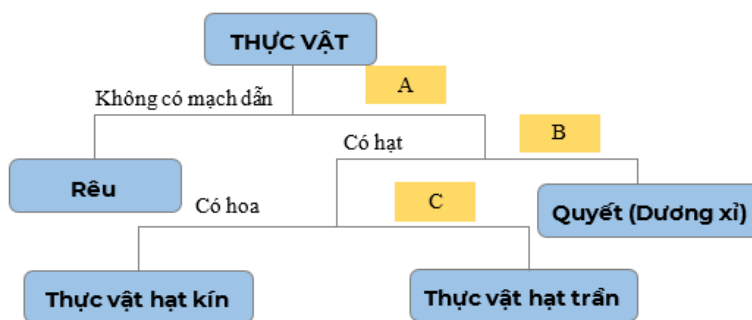 THỰC VẬT
Không có mạch dẫn
A
Có hạt
B
Rêu
Có hoa
C
Quyết (Dương xỉ)
Thực vật hạt kín
Thực vật hạt trần